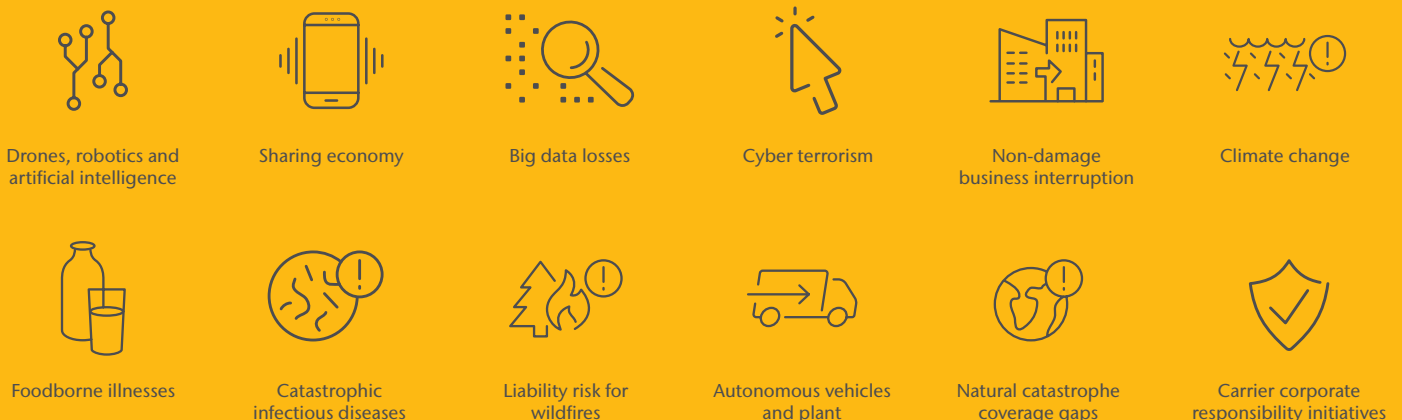 Drones, robotics and
artificial intelligence
Sharing economy
Big data losses
Cyber terrorism
Non-damage
business interruption
Climate change
Foodborne illnesses
Catastrophic
infectious diseases
Liability risk for
wildfires
Autonomous vehicles
and plant
Natural catastrophe
coverage gaps
Carrier corporate
responsibility initiatives